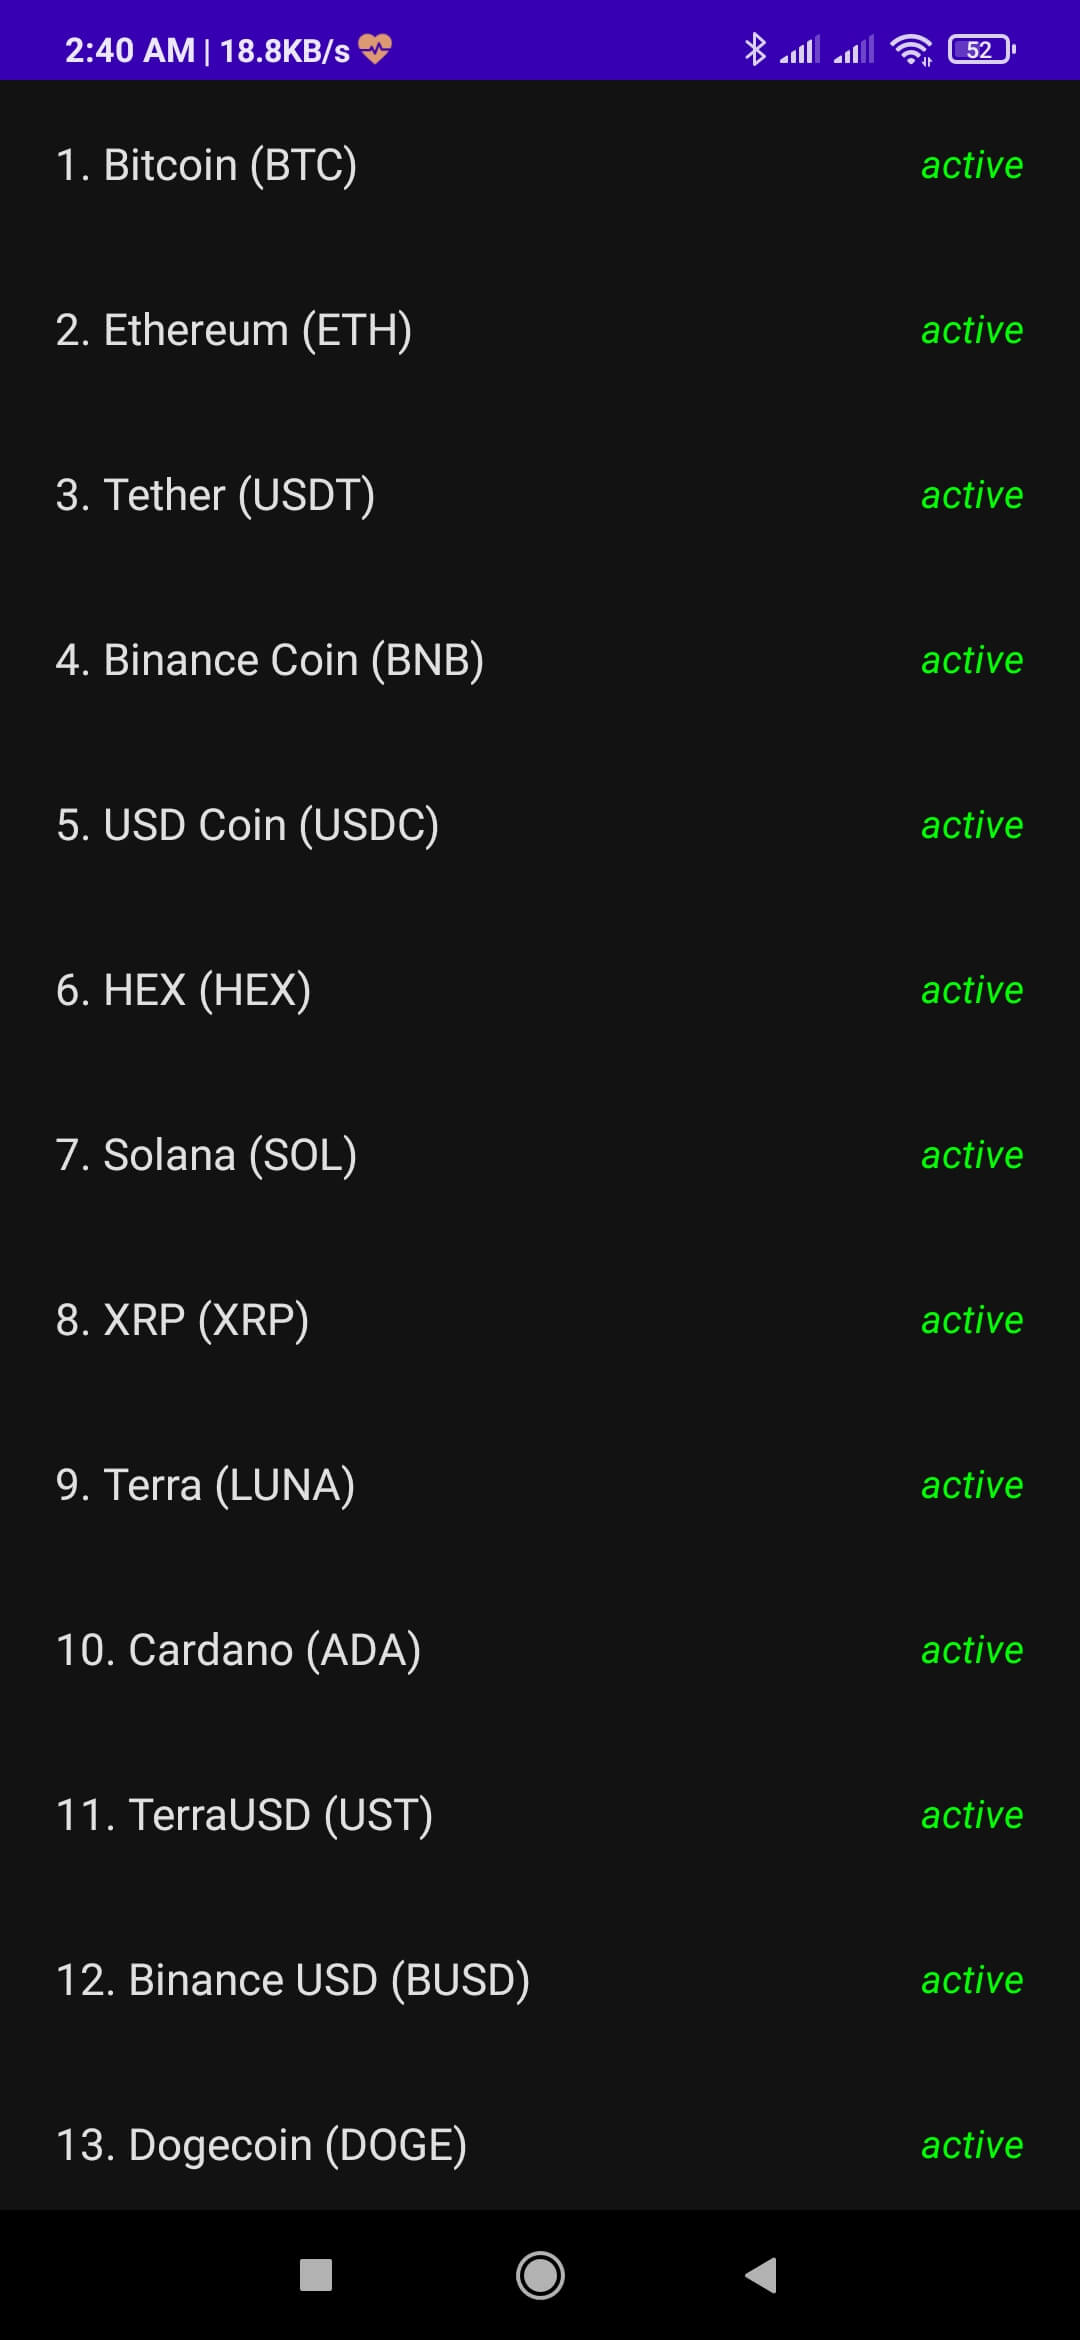 2:40 AM | 18.8KB/s 52
1. Bitcoin (BTC) active
2. Ethereum (ETH) active
3. Tether (USDT) active
4. Binance Coin (BNB) active
5. USD Coin (USDC) active
6. HEX (HEX) active
7. Solana (SOL) active
8. XRP (XRP) active
9. Terra (LUNA) active
10. Cardano (ADA) active
11. TerraUSD (UST) active
12. Binance USD (BUSD) active
13. Dogecoin (DOGE) active